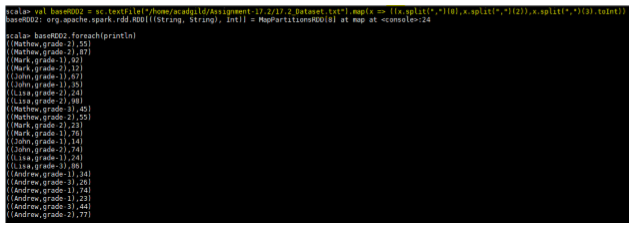 scala> val baseRDD2 = sc.textFile("/home/acadgild/Assignment-17.2/17.2_Dataset.txt").map(x => ((x.split(",")(0),x.split(",")(2)),x.split(",")(3).toInt))
baseRDD2: org.apache.spark.rdd.RDD[((String, String), Int)] = MapPartitionsRDD[8] at map at <console>:24
scala> baseRDD2.foreach(println)
((Mathew,grade-2),55)
((Mathew,grade-2),87)
((Mark,grade-1),92)
((Mark,grade-2),12)
((John,grade-1),67)
((John,grade-1),35)
((Lisa,grade-2),24)
((Lisa,grade-2),98)
((Mathew,grade-3),45)
((Mathew,grade-2),55)
((Mark,grade-2),23)
((Mark,grade-1),76)
((John,grade-1),14)
((John,grade-2),74)
((Lisa,grade-1),24)
((Lisa,grade-3),86)
((Andrew,grade-1),34)
((Andrew,grade-3),26)
((Andrew,grade-1),74)
((Andrew,grade-1),23)
((Andrew,grade-3),44)
((Andrew,grade-2),77)